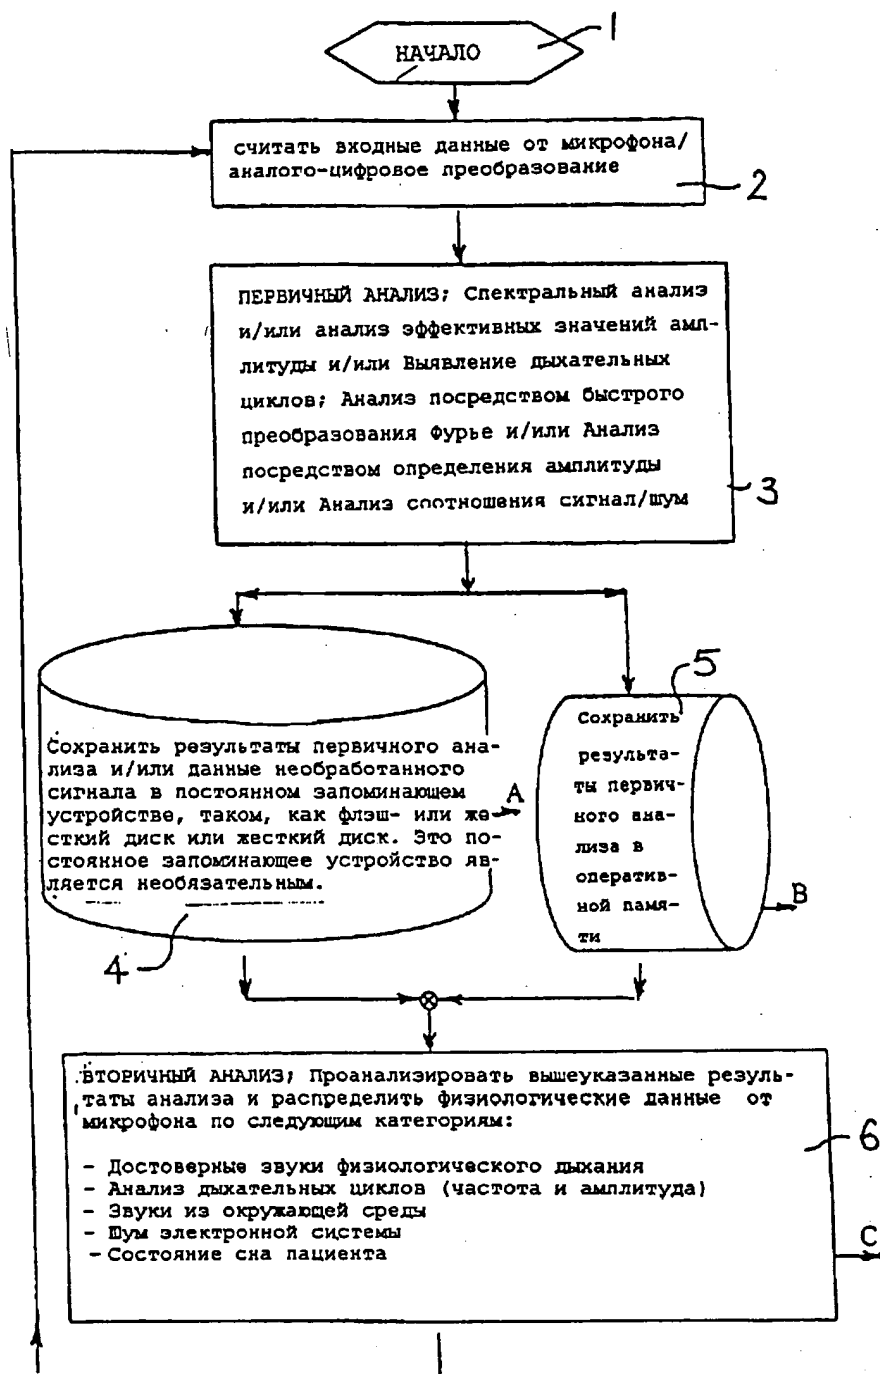 1
НАЧАЛО
считать входные данные от микрофона/
аналого-цифровое преобразование
2
ПЕРВИЧНЫЙ АНАЛИЗ; Спектральный анализ
и/или анализ эффективных значений амп-
литуды и/или Выявление дыхательных
циклов; Анализ посредством быстрого
преобразования Фурье и/или Анализ
посредством определения амплитуды
и/или Анализ соотношения сигнал/шум
3
Сохранить результаты первичного ана-
лиза и/или данные необработанного
сигнала в постоянном запоминающем
устройстве, таком, как флэш- или же
сткий диск или жесткий диск. Это по-
стоянное запоминающее устройство яв-
ляется необязательным.
A
4
5
Сохранить
результа-
ты первич-
ного ана-
лиза в
оператив-
ной памя-
ти
B
ВТОРИЧНЫЙ АНАЛИЗ; Проанализировать вышеуказанные резуль-
таты анализа и распределить физиологические данные от
микрофона по следующим категориям:
6
- Достоверные звуки физиологического дыхания
- Анализ дыхательных циклов (частота и амплитуда)
- Звуки из окружающей среды
- Шум электронной системы
- Состояние сна пациента
C